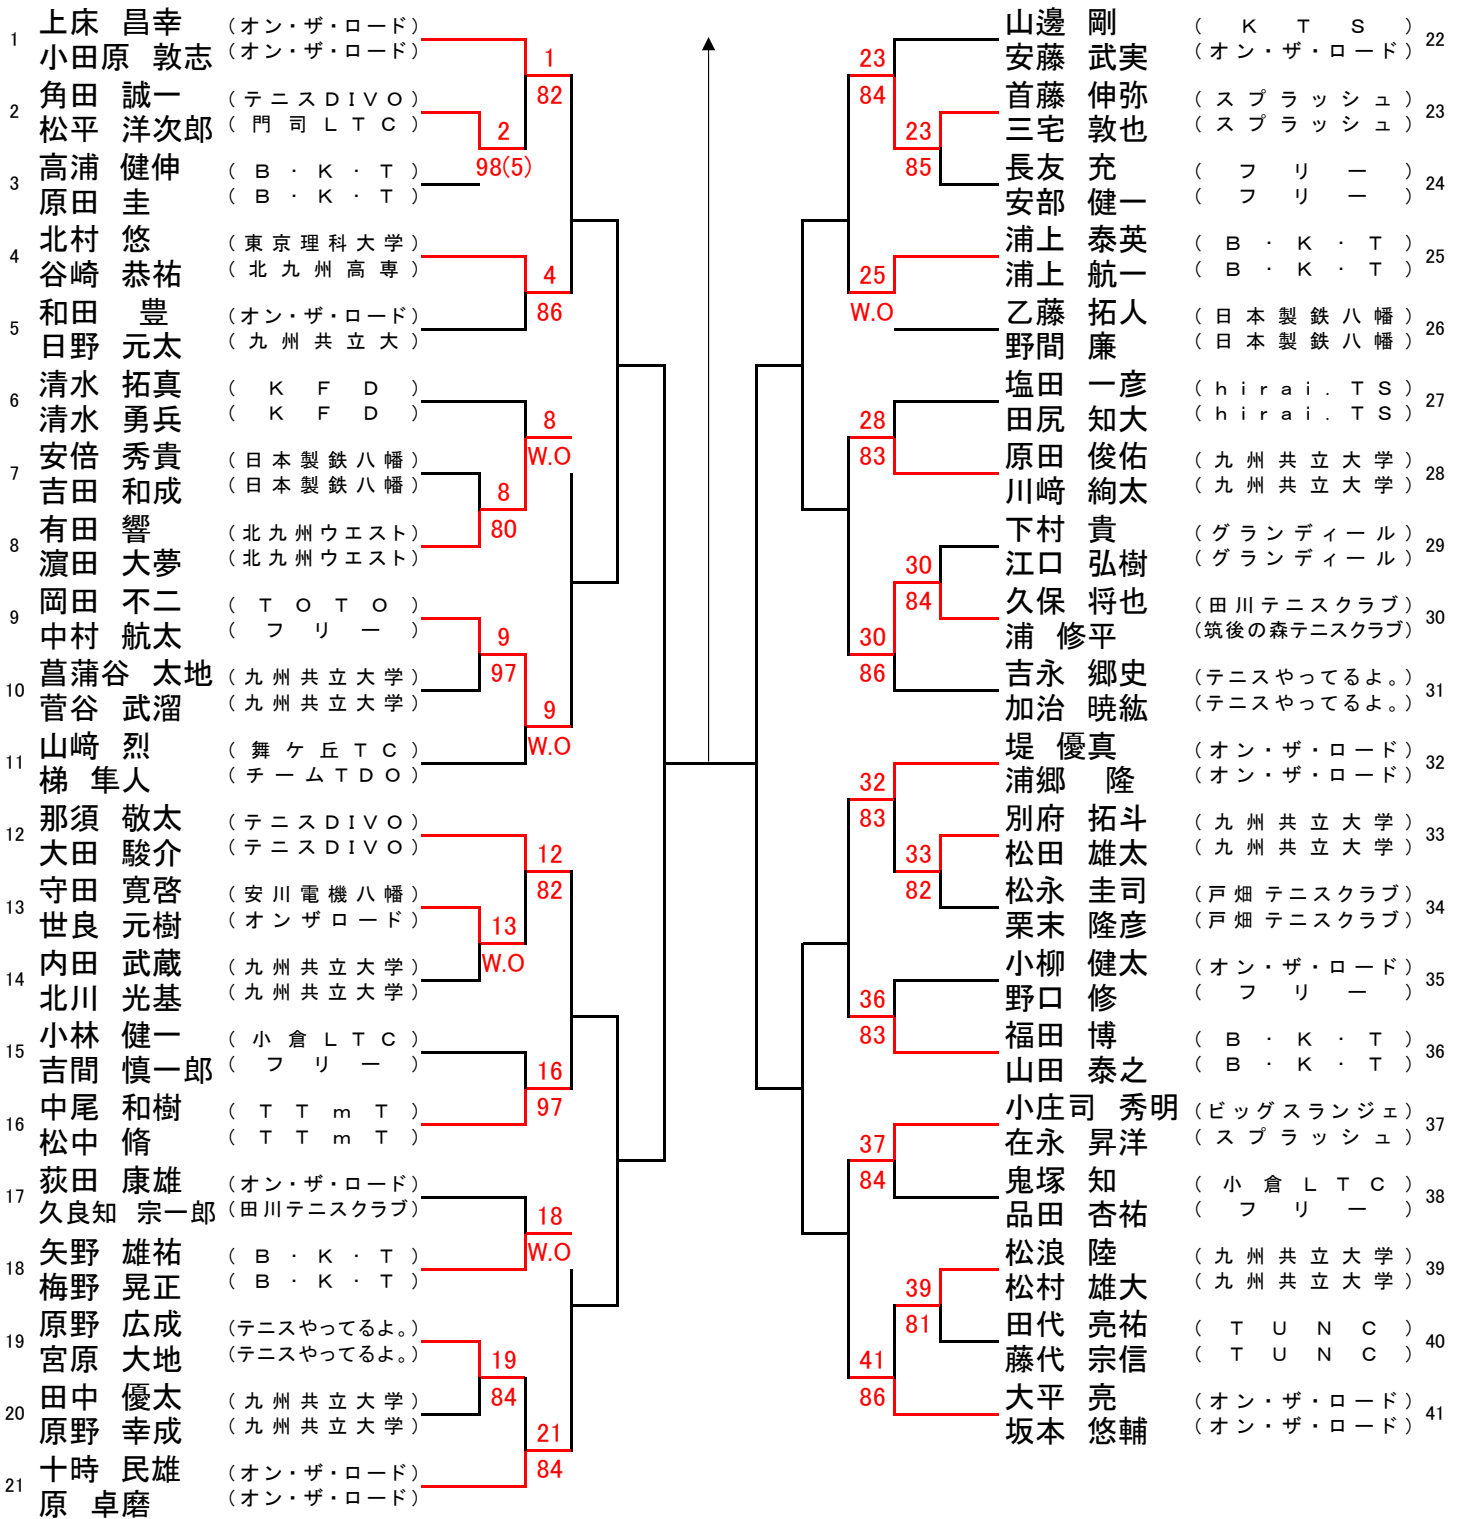 1 上床 昌幸 (オン・ザ・ロード)
小田原 敦志 (オン・ザ・ロード)
2 角田 誠一 (テニスDIVO)
松平 洋次郎 (門司LTC)
3 高浦 健伸 (B・K・T)
原田 圭 (B・K・T)
4 北村 悠 (東京理科大学)
谷崎 恭祐 (北九州高専)
5 和田 豊 (オン・ザ・ロード)
日野 元太 (九州共立大)
6 清水 拓真 (KFD)
清水 勇兵 (KFD)
7 安倍 秀貴 (日本製鉄八幡)
吉田 和成 (日本製鉄八幡)
8 有田 響 (北九州ウエスト)
濵田 大夢 (北九州ウエスト)
9 岡田 不二 (TOTO)
中村 航太 (フリー)
10 菖蒲谷 太地 (九州共立大学)
菅谷 武溜 (九州共立大学)
11 山﨑 烈 (舞ケ丘TC)
梯 隼人 (チームTDO)
12 那須 敬太 (テニスDIVO)
大田 駿介 (テニスDIVO)
13 守田 寛啓 (安川電機八幡)
世良 元樹 (オンザロード)
14 内田 武蔵 (九州共立大学)
北川 光基 (九州共立大学)
15 小林 健一 (小倉LTC)
吉間 慎一郎 (フリー)
16 中尾 和樹 (TTmT)
松中 脩 (TTmT)
17 荻田 康雄 (オン・ザ・ロード)
久良知 宗一郎 (田川テニスクラブ)
18 矢野 雄祐 (B・K・T)
梅野 晃正 (B・K・T)
19 原野 広成 (テニスやってるよ。)
宮原 大地 (テニスやってるよ。)
20 田中 優太 (九州共立大学)
原野 幸成 (九州共立大学)
21 十時 民雄 (オン・ザ・ロード)
原 卓磨 (オン・ザ・ロード)
1
82
2
98(5)
4
86
8
W.O
8
80
9
97
9
W.O
12
82
13
W.O
16
97
18
W.O
19
84
21
84
23
84
23
85
25
W.O
28
83
30
84
30
86
32
83
33
82
36
83
37
84
39
81
41
86
山邊 剛 (KTS) 22
安藤 武実 (オン・ザ・ロード)
首藤 伸弥 (スプラッシュ) 23
三宅 敦也 (スプラッシュ)
長友 充 (フリー) 24
安部 健一 (フリー)
浦上 泰英 (B・K・T) 25
浦上 航一 (B・K・T)
乙藤 拓人 (日本製鉄八幡) 26
野間 廉 (日本製鉄八幡)
塩田 一彦 (hirai.TS) 27
田尻 知大 (hirai.TS)
原田 俊佑 (九州共立大学) 28
川﨑 絢太 (九州共立大学)
下村 貴 (グランディール) 29
江口 弘樹 (グランディール)
久保 将也 (田川テニスクラブ) 30
浦 修平 (筑後の森テニスクラブ)
吉永 郷史 (テニスやってるよ。) 31
加治 暁紘 (テニスやってるよ。)
堤 優真 (オン・ザ・ロード) 32
浦郷 隆 (オン・ザ・ロード)
別府 拓斗 (九州共立大学) 33
松田 雄太 (九州共立大学)
松永 圭司 (戸畑テニスクラブ) 34
栗末 隆彦 (戸畑テニスクラブ)
小柳 健太 (オン・ザ・ロード) 35
野口 修 (フリー)
福田 博 (B・K・T) 36
山田 泰之 (B・K・T)
小庄司 秀明 (ビッグスランジェ) 37
在永 昇洋 (スプラッシュ)
鬼塚 知 (小倉LTC) 38
品田 杏祐 (フリー)
松浪 陸 (九州共立大学) 39
松村 雄大 (九州共立大学)
田代 亮祐 (TUNC) 40
藤代 宗信 (TUNC)
大平 亮 (オン・ザ・ロード) 41
坂本 悠輔 (オン・ザ・ロード)